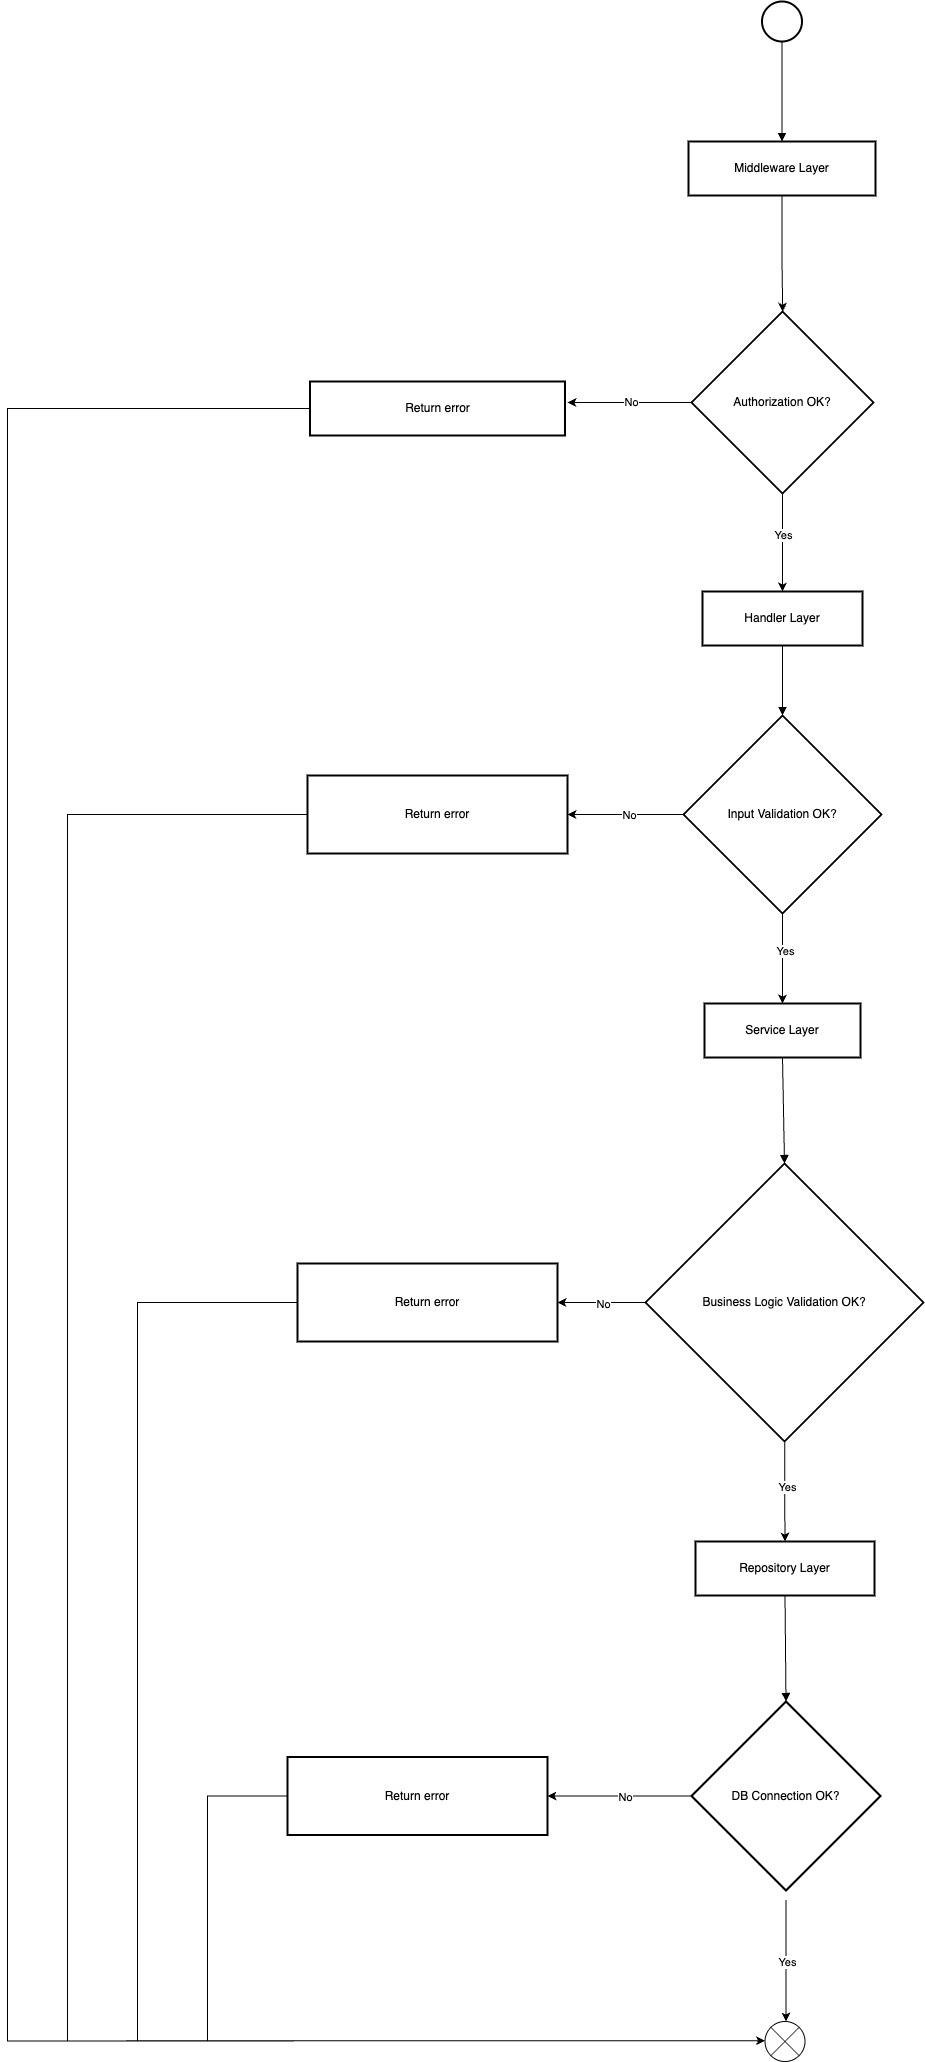 Middleware Layer
Authorization OK?
No
Return error
Yes
Handler Layer
Input Validation OK?
No
Return error
Yes
Service Layer
Business Logic Validation OK?
No
Return error
Yes
Repository Layer
DB Connection OK?
No
Return error
Yes